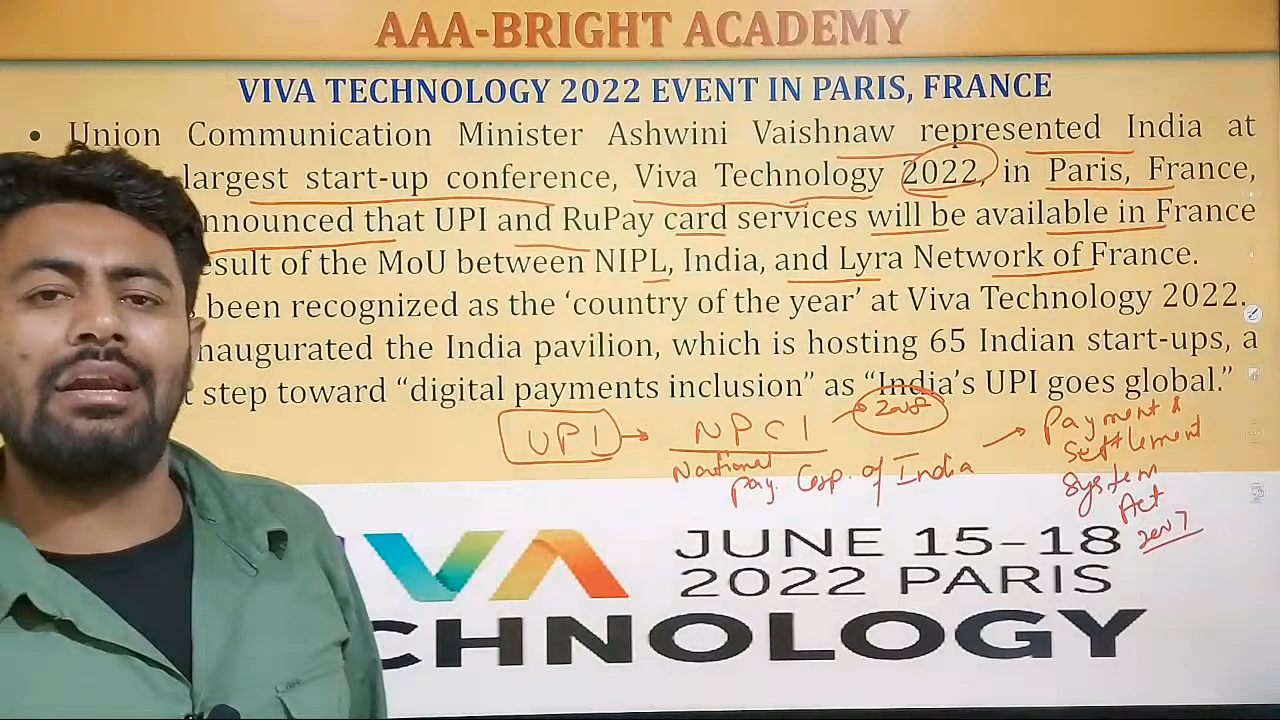 AAA-BRIGHT ACADEMY
VIVA TECHNOLOGY 2022 EVENT IN PARIS, FRANCE
• Union Communication Minister Ashwini Vaishnaw represented India at
largest start-up conference, Viva Technology 2022, in Paris, France,
nnounced that UPI and RuPay card services will be available in France
esult of the MoU between NIPL, India, and Lyra Network of France.
been recognized as the ‘country of the year’ at Viva Technology 2022.
naugurated the India pavilion, which is hosting 65 Indian start-ups, a
t step toward “digital payments inclusion” as “India’s UPI goes global.”
UPI → NPCI
National
Pay. Corp. of India
Payment &
Settlement
System
Act
2007
VA
JUNE 15-18
2022 PARIS
CHNOLOGY